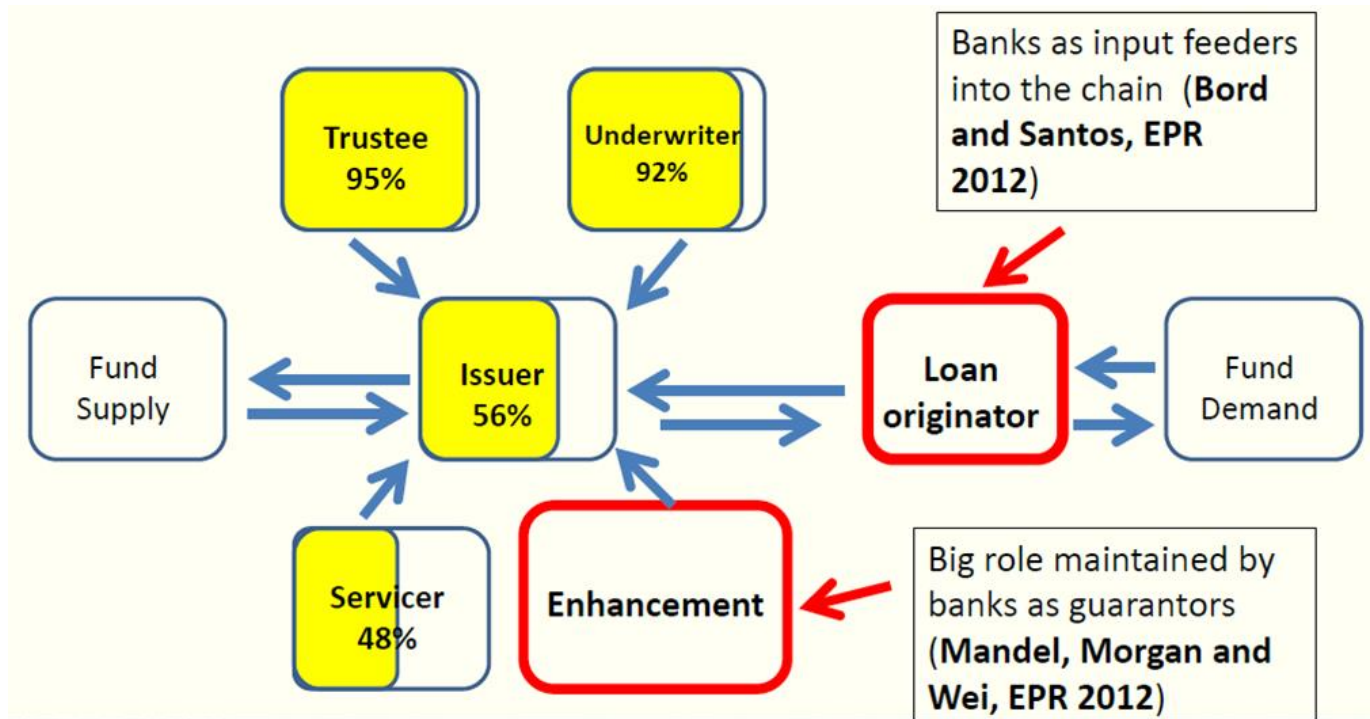 Banks as input feeders
into the chain (Bord
and Santos, EPR
2012)
Trustee
95%
Underwriter
92%
Fund
Supply
Issuer
56%
Loan
originator
Fund
Demand
Servicer
48%
Enhancement
Big role maintained by
banks as guarantors
(Mandel, Morgan and
Wei, EPR 2012)